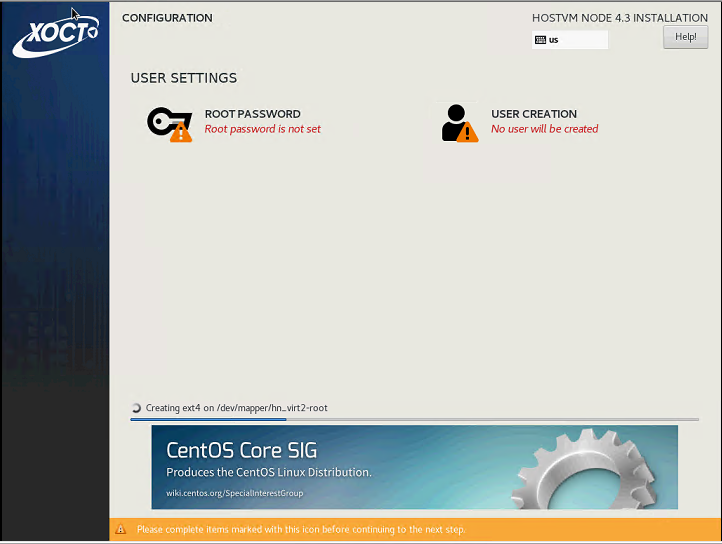 ХОСТ
CONFIGURATION
HOSTVM NODE 4.3 INSTALLATION
us
Help!
USER SETTINGS
ROOT PASSWORD
Root password is not set
USER CREATION
No user will be created
Creating ext4 on /dev/mapper/hn_virt2-root
CentOS Core SIG
Produces the CentOS Linux Distribution.
wiki.centos.org/SpecialInterestGroup
Please complete items marked with this icon before continuing to the next step.